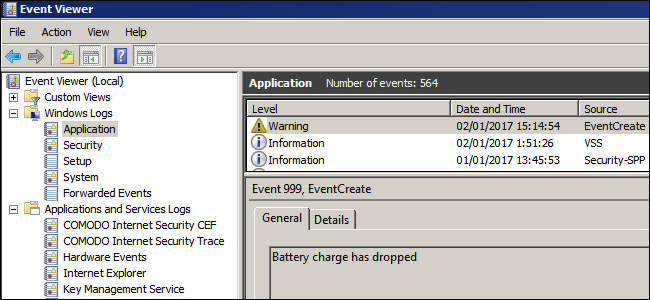 Event Viewer
File Action View Help
Event Viewer (Local)
Custom Views
Windows Logs
Application
Security
Setup
System
Forwarded Events
Applications and Services Logs
COMODO Internet Security CEF
COMODO Internet Security Trace
Hardware Events
Internet Explorer
Key Management Service
Application Number of events: 564
Level Date and Time Source
Warning 02/01/2017 15:14:54 EventCreate
Information 02/01/2017 1:51:26 VSS
Information 01/01/2017 13:45:53 Security-SPP
Event 999, EventCreate
General Details
Battery charge has dropped